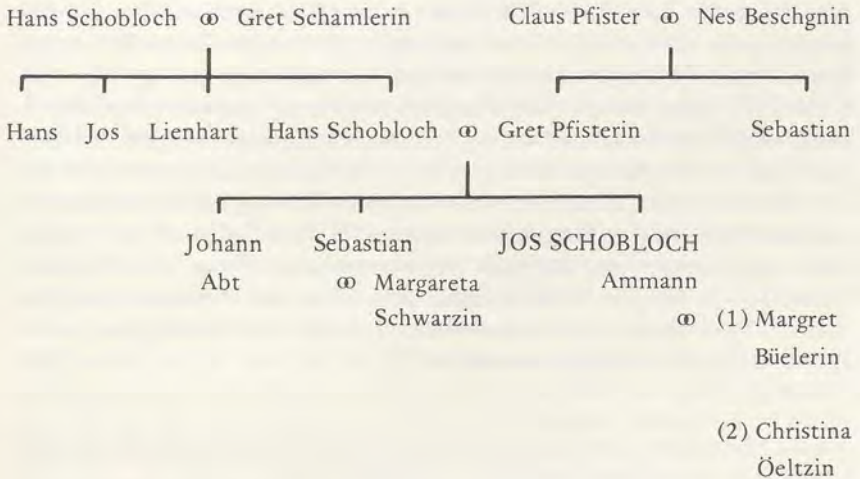 Hans Schobloch ⚭ Gret Schamlerin Claus Pfister ⚭ Nes Beschgnin
Hans Jos Lienhart Hans Schobloch ⚭ Gret Pfisterin Sebastian
Johann Sebastian JOS SCHOBLOCH
Abt ⚭ Margareta Ammann
Schwarzin ⚭ (1) Margret
Büelerin
(2) Christina
Öeltzin